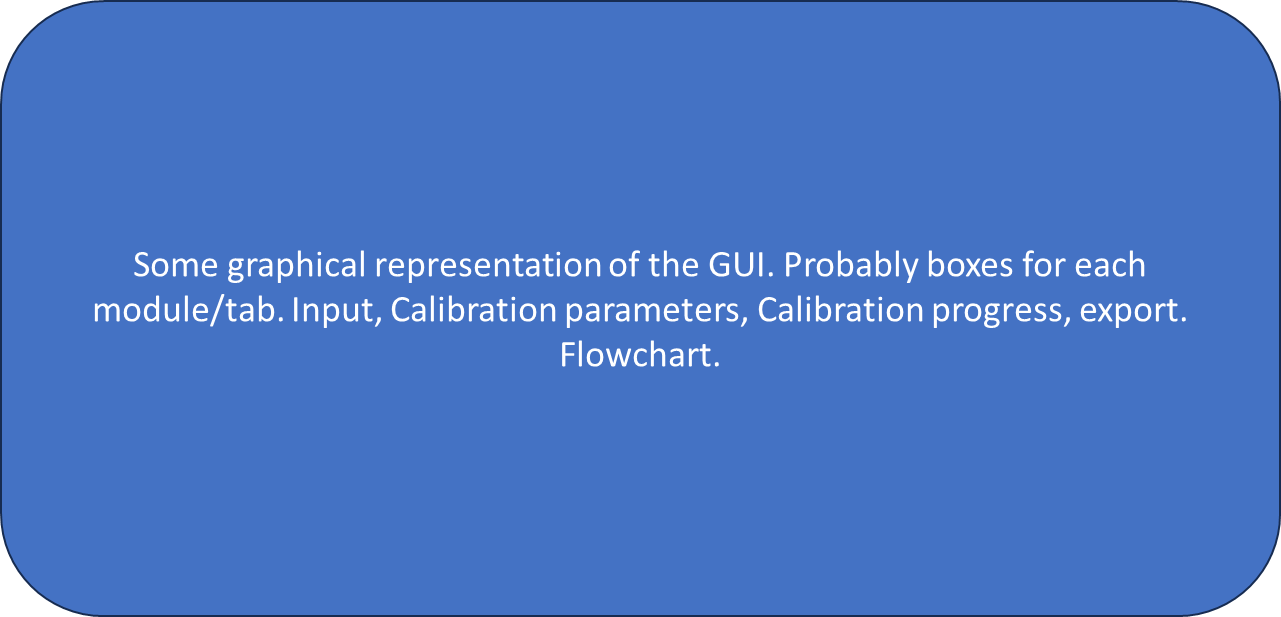 Some graphical representation of the GUI. Probably boxes for each
module/tab. Input, Calibration parameters, Calibration progress, export.
Flowchart.